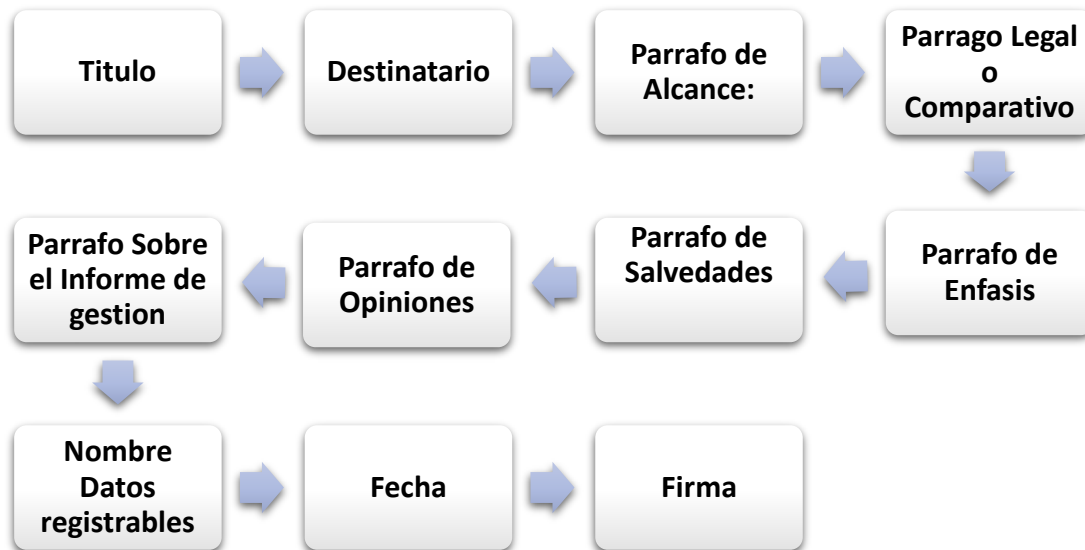 Titulo
Destinatario
Parrafo de
Alcance:
Parrago Legal
o
Comparativo
Parrafo de
Enfasis
Parrafo de
Salvedades
Parrafo de
Opiniones
Parrafo Sobre
el Informe de
gestion
Nombre
Datos
registrables
Fecha
Firma